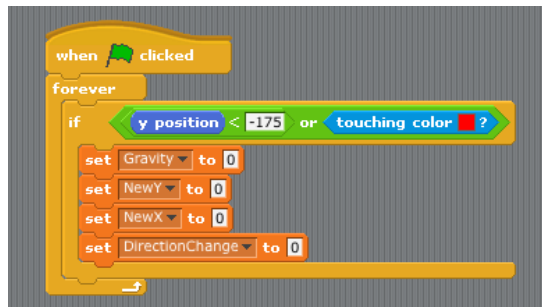 when clicked
forever
if y position < -175 or touching color ?
set Gravity to 0
set NewY to 0
set NewX to 0
set DirectionChange to 0